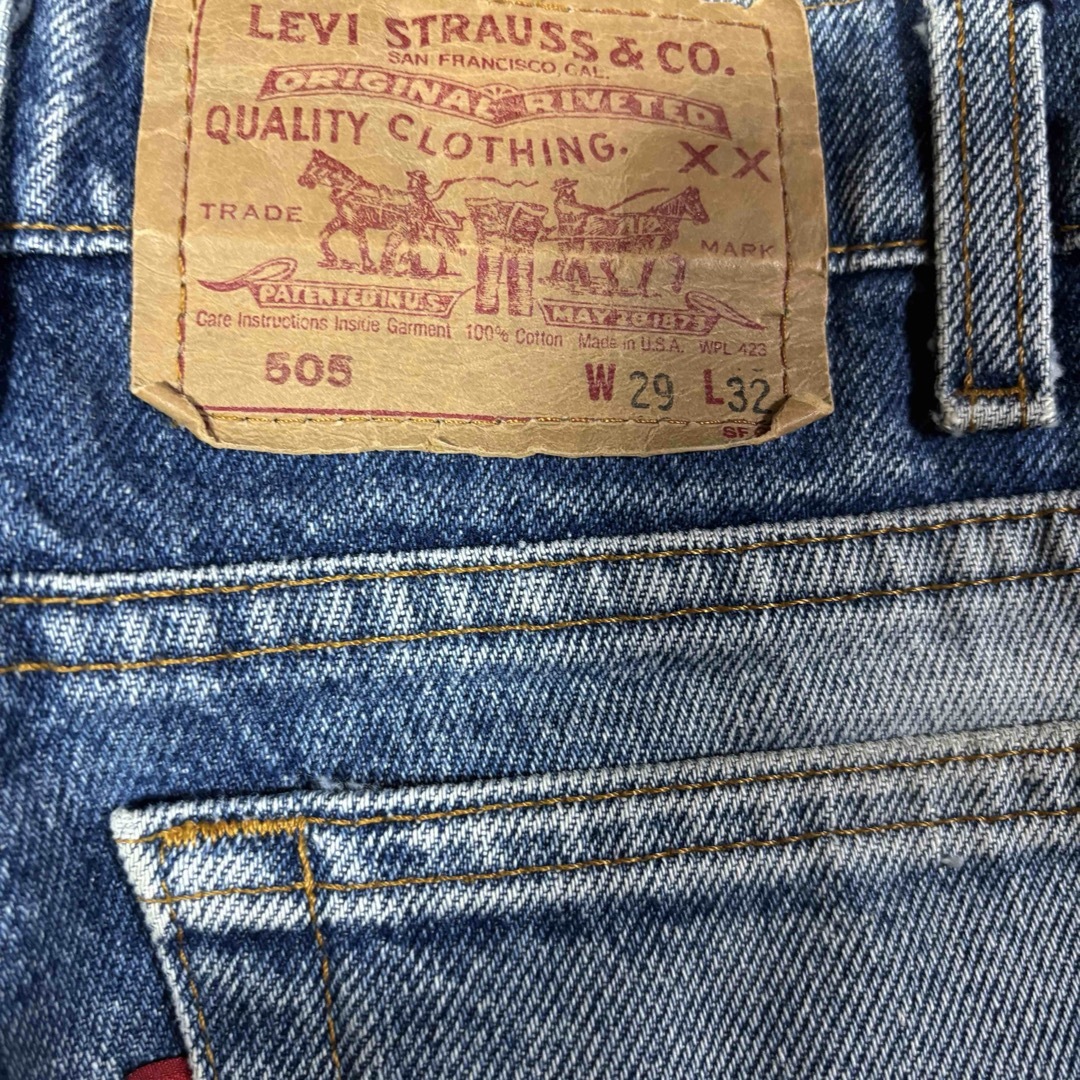 LEVI STRAUSS & CO.
SAN FRANCISCO, CAL.
ORIGINAL RIVETED
QUALITY CLOTHING.
XX
TRADE MARK
PATENTED IN U.S. MAY 20 1873
Care Instructions Inside Garment 100% Cotton Made in U.S.A. WPL 423
505 W 29 L 32